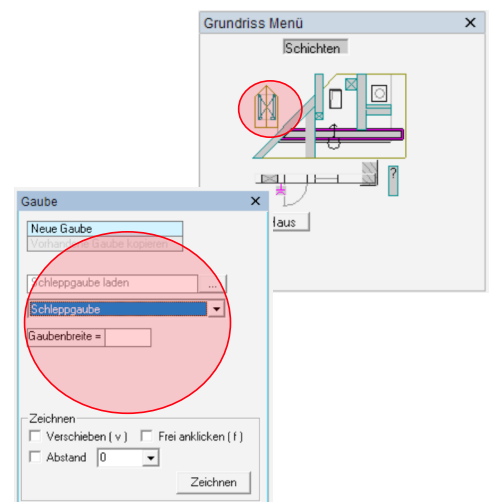 Grundriss Menü
Schichten
?
Haus
Gaube
Neue Gaube
Vorhandene Gaube kopieren
Schleppgaube laden
...
Schleppgaube
Gaubenbreite =
Zeichnen
Verschieben ( v )
Frei anklicken ( f )
Abstand
0
Zeichnen